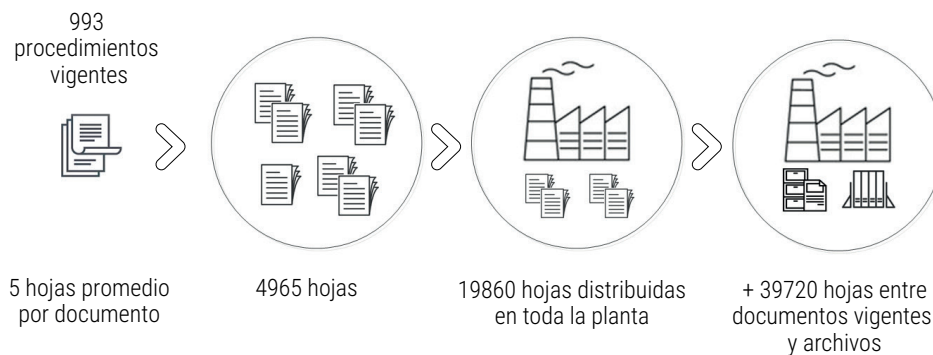 993
procedimientos
vigentes
5 hojas promedio
por documento
4965 hojas
19860 hojas distribuidas
en toda la planta
+ 39720 hojas entre
documentos vigentes
y archivos